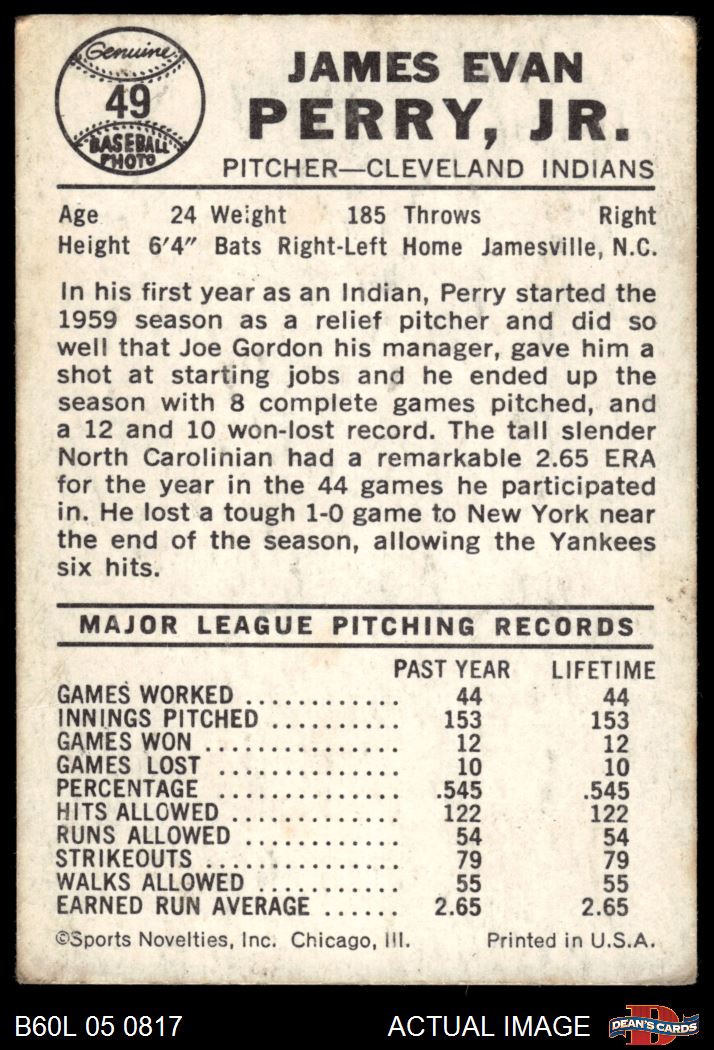 Genuine
49
BASEBALL
PHOTO
JAMES EVAN
PERRY, JR.
PITCHER—CLEVELAND INDIANS
Age 24 Weight 185 Throws Right
Height 6′4″ Bats Right-Left Home Jamesville, N.C.
In his first year as an Indian, Perry started the
1959 season as a relief pitcher and did so
well that Joe Gordon his manager, gave him a
shot at starting jobs and he ended up the
season with 8 complete games pitched, and
a 12 and 10 won-lost record. The tall slender
North Carolinian had a remarkable 2.65 ERA
for the year in the 44 games he participated
in. He lost a tough 1-0 game to New York near
the end of the season, allowing the Yankees
six hits.
MAJOR LEAGUE PITCHING RECORDS
PAST YEAR LIFETIME
GAMES WORKED ............ 44 44
INNINGS PITCHED .......... 153 153
GAMES WON ............... 12 12
GAMES LOST .............. 10 10
PERCENTAGE .............. .545 .545
HITS ALLOWED ............. 122 122
RUNS ALLOWED ............ 54 54
STRIKEOUTS ............... 79 79
WALKS ALLOWED ........... 55 55
EARNED RUN AVERAGE ...... 2.65 2.65
©Sports Novelties, Inc. Chicago, Ill. Printed in U.S.A.
B60L 05 0817 ACTUAL IMAGE DEAN'S CARDS